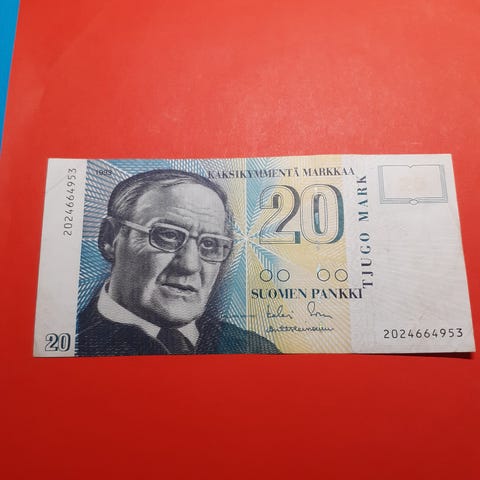 1993
KAKSIKYMMENTÄ MARKKAA
20
TJUGO MARK
SUOMEN PANKKI
2024664953
20
2024664953